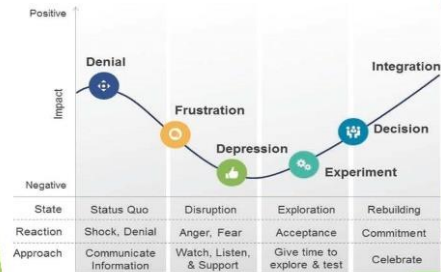 Positive
Denial
Integration
Impact
Frustration
Decision
Depression
Experiment
Negative
State Status Quo Disruption Exploration Rebuilding
Reaction Shock, Denial Anger, Fear Acceptance Commitment
Approach Communicate Information Watch, Listen, & Support Give time to explore & test Celebrate